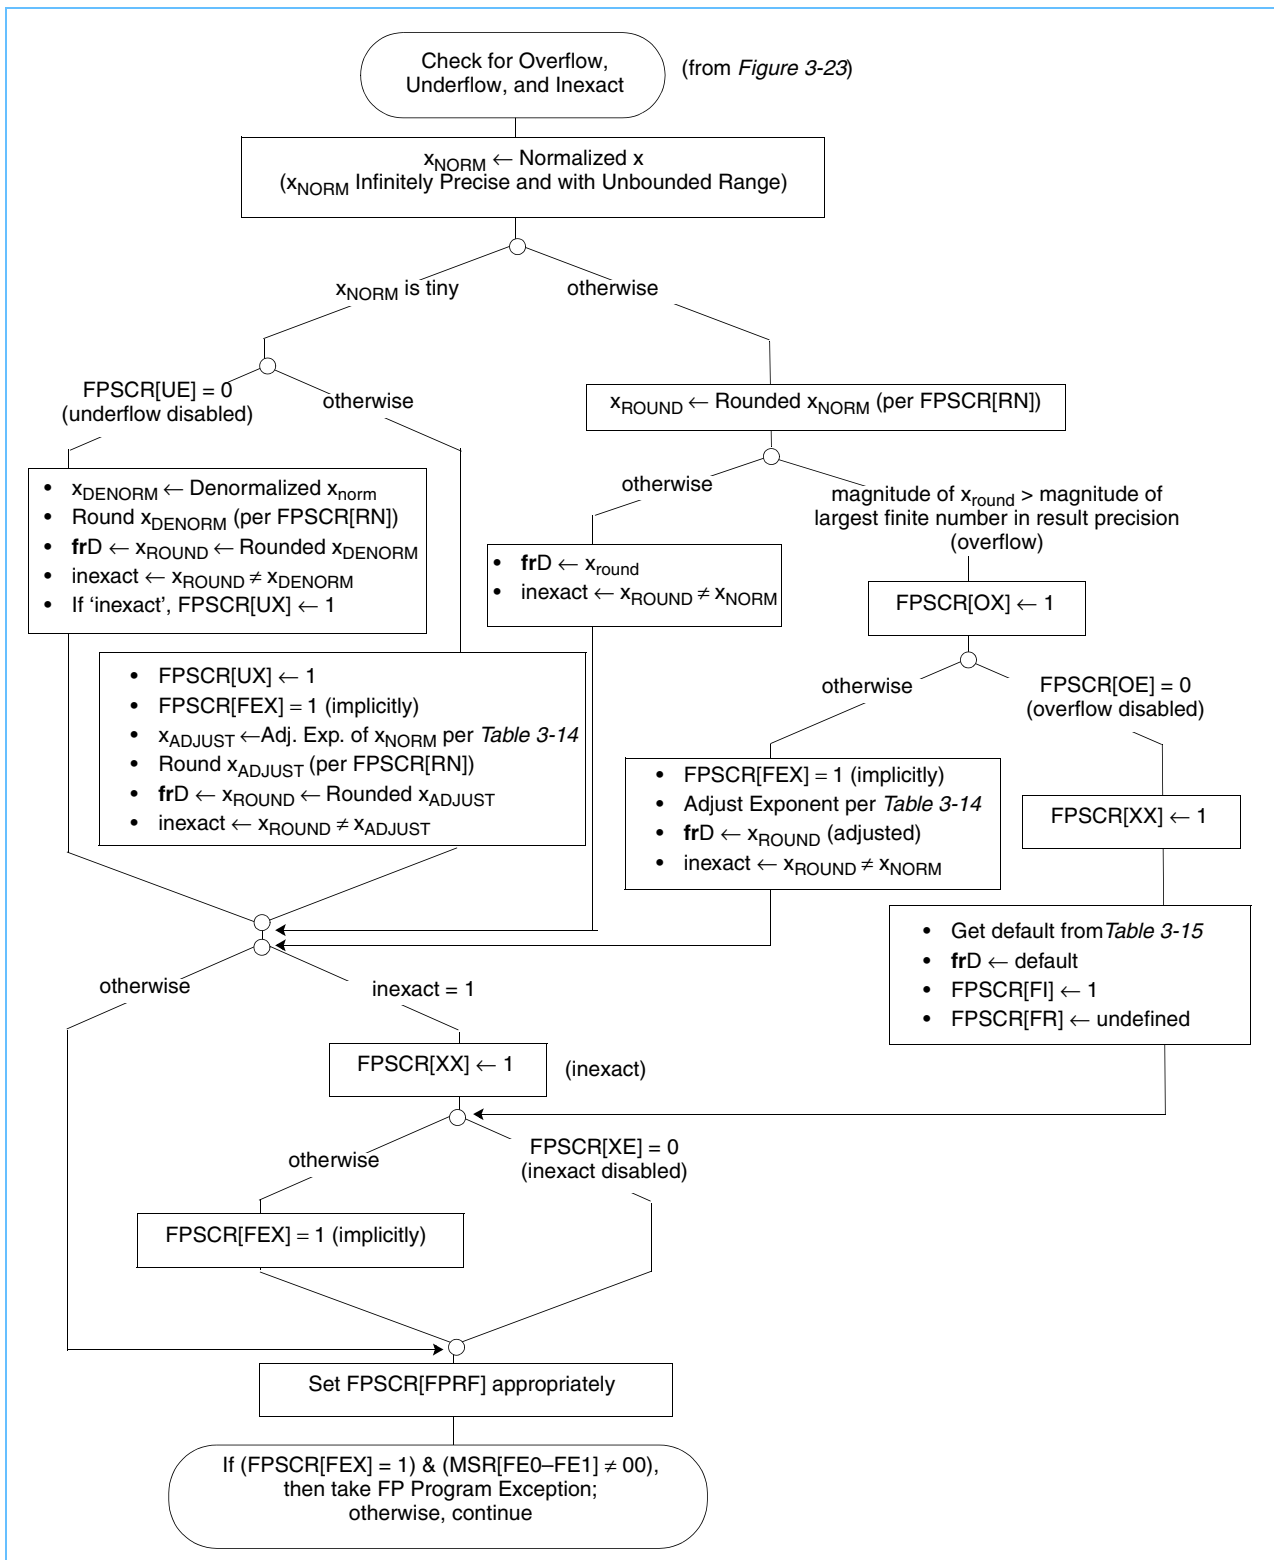 Check for Overflow,
Underflow, and Inexact
(from Figure 3-23)
xNORM ← Normalized x
(xNORM Infinitely Precise and with Unbounded Range)
xNORM is tiny
otherwise
FPSCR[UE] = 0
(underflow disabled)
otherwise
xROUND ← Rounded xNORM (per FPSCR[RN])
• xDENORM ← Denormalized xnorm
• Round xDENORM (per FPSCR[RN])
• frD ← xROUND ← Rounded xDENORM
• inexact ← xROUND ≠ xDENORM
• If ‘inexact’, FPSCR[UX] ← 1
otherwise
magnitude of xround > magnitude of
largest finite number in result precision
(overflow)
• frD ← xround
• inexact ← xROUND ≠ xNORM
FPSCR[OX] ← 1
• FPSCR[UX] ← 1
• FPSCR[FEX] = 1 (implicitly)
• xADJUST ←Adj. Exp. of xNORM per Table 3-14
• Round xADJUST (per FPSCR[RN])
• frD ← xROUND ← Rounded xADJUST
• inexact ← xROUND ≠ xADJUST
otherwise
FPSCR[OE] = 0
(overflow disabled)
• FPSCR[FEX] = 1 (implicitly)
• Adjust Exponent per Table 3-14
• frD ← xROUND (adjusted)
• inexact ← xROUND ≠ xNORM
FPSCR[XX] ← 1
• Get default from Table 3-15
• frD ← default
• FPSCR[FI] ← 1
• FPSCR[FR] ← undefined
otherwise
inexact = 1
FPSCR[XX] ← 1
(inexact)
otherwise
FPSCR[XE] = 0
(inexact disabled)
FPSCR[FEX] = 1 (implicitly)
Set FPSCR[FPRF] appropriately
If (FPSCR[FEX] = 1) & (MSR[FE0–FE1] ≠ 00),
then take FP Program Exception;
otherwise, continue